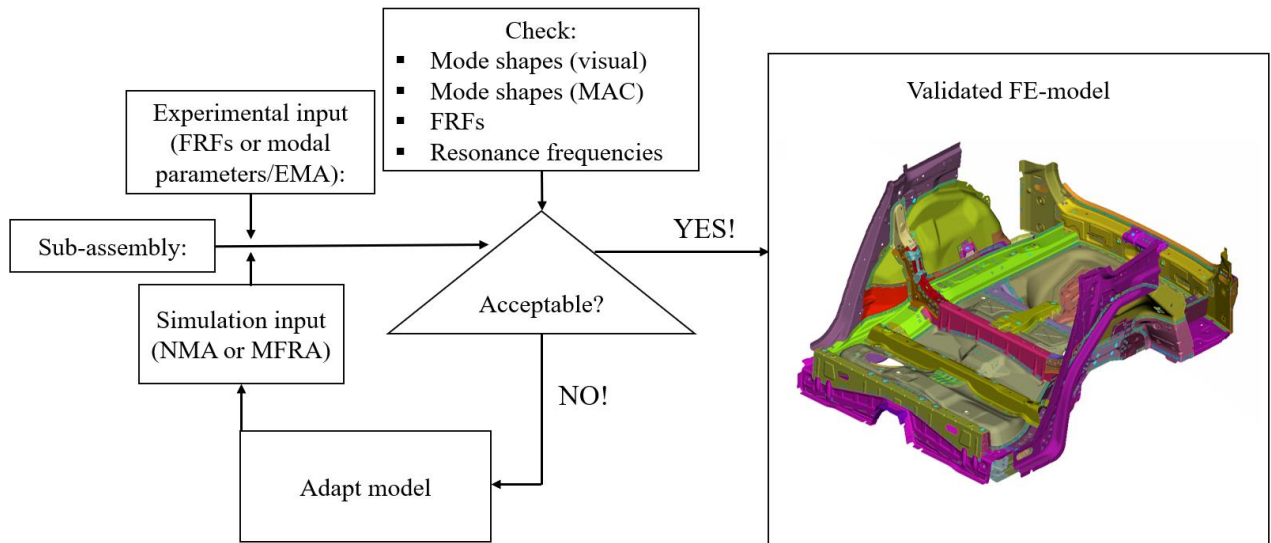 Check:
▪ Mode shapes (visual)
▪ Mode shapes (MAC)
▪ FRFs
▪ Resonance frequencies
Experimental input
(FRFs or modal
parameters/EMA):
Sub-assembly:
Simulation input
(NMA or MFRA)
Acceptable?
YES!
NO!
Adapt model
Validated FE-model